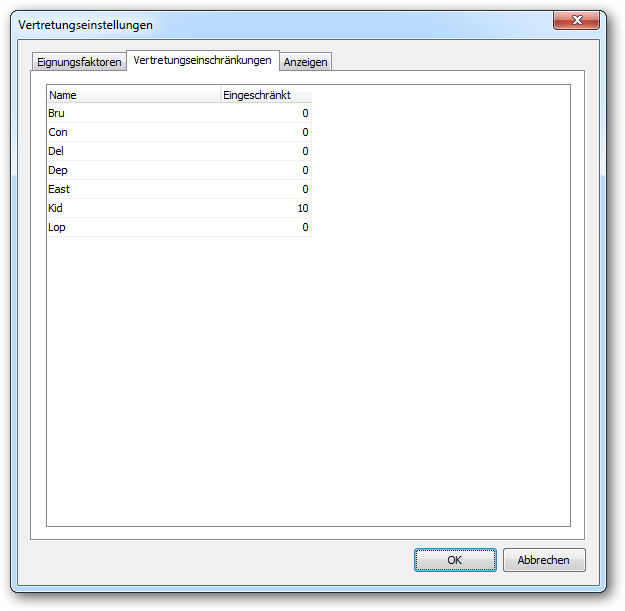 Vertretungseinstellungen
Eignungsfaktoren Vertretungseinschränkungen Anzeigen
Name Eingeschränkt
Bru 0
Con 0
Del 0
Dep 0
East 0
Kid 10
Lop 0
OK Abbrechen